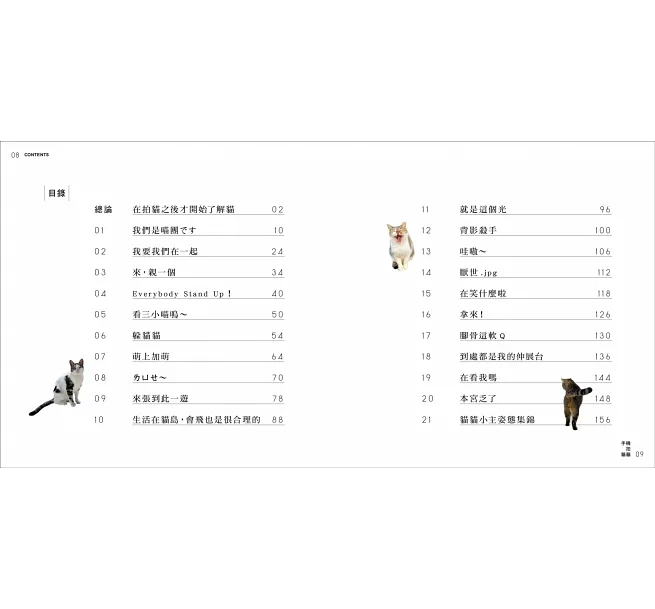 08 CONTENTS
目錄
總論 在拍貓之後才開始了解貓 02
01 我們是喵團です 10
02 我要我們在一起 24
03 來，親一個 34
04 Everybody Stand Up！ 40
05 看三小喵嗚～ 50
06 躲貓貓 54
07 萌上加萌 64
08 ㄌㄩㄝ～ 70
09 來張到此一遊 78
10 生活在貓島，會飛也是很合理的 88
11 就是這個光 96
12 背影殺手 100
13 哇嗷～ 106
14 厭世.jpg 112
15 在笑什麼啦 118
16 拿來！ 126
17 腳骨這軟Q 130
18 到處都是我的伸展台 136
19 在看我嗎 144
20 本宮乏了 148
21 貓貓小主姿態集錦 156
手機
拍
貓貓
09